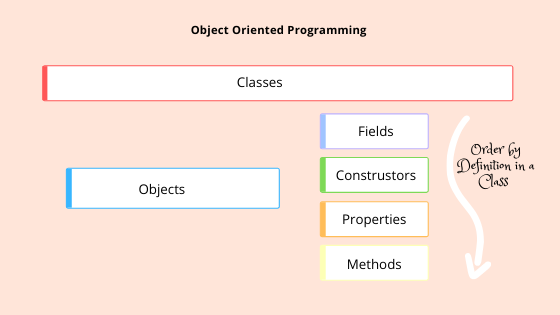 Object Oriented Programming
Classes
Fields
Construstors
Properties
Methods
Objects
Order by
Definition in a
Class